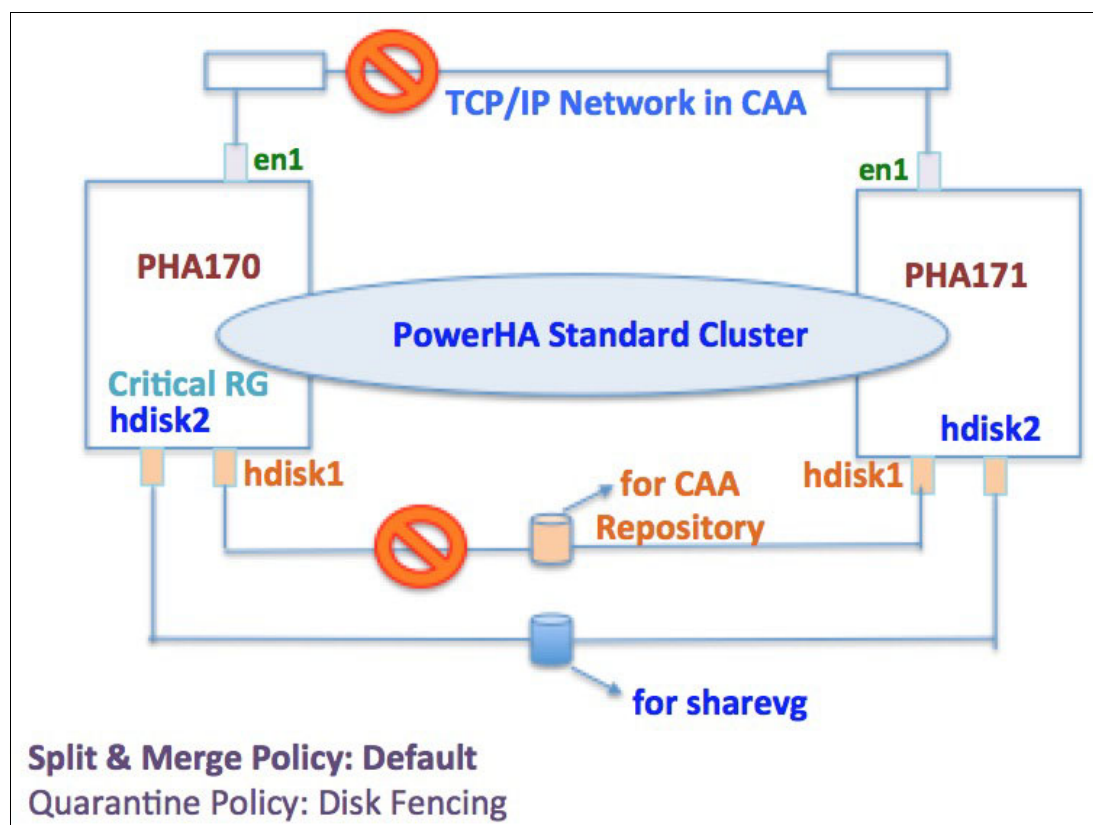 TCP/IP Network in CAA
en1
en1
PHA170
PHA171
PowerHA Standard Cluster
Critical RG
hdisk2
hdisk2
hdisk1
hdisk1
for CAA
Repository
for sharevg
Split & Merge Policy: Default
Quarantine Policy: Disk Fencing